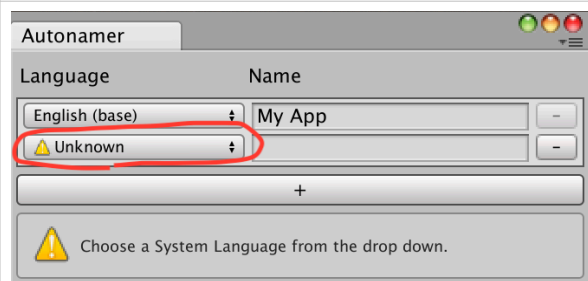 Autonamer
Language Name
English (base) My App -
Unknown -
+
Choose a System Language from the drop down.